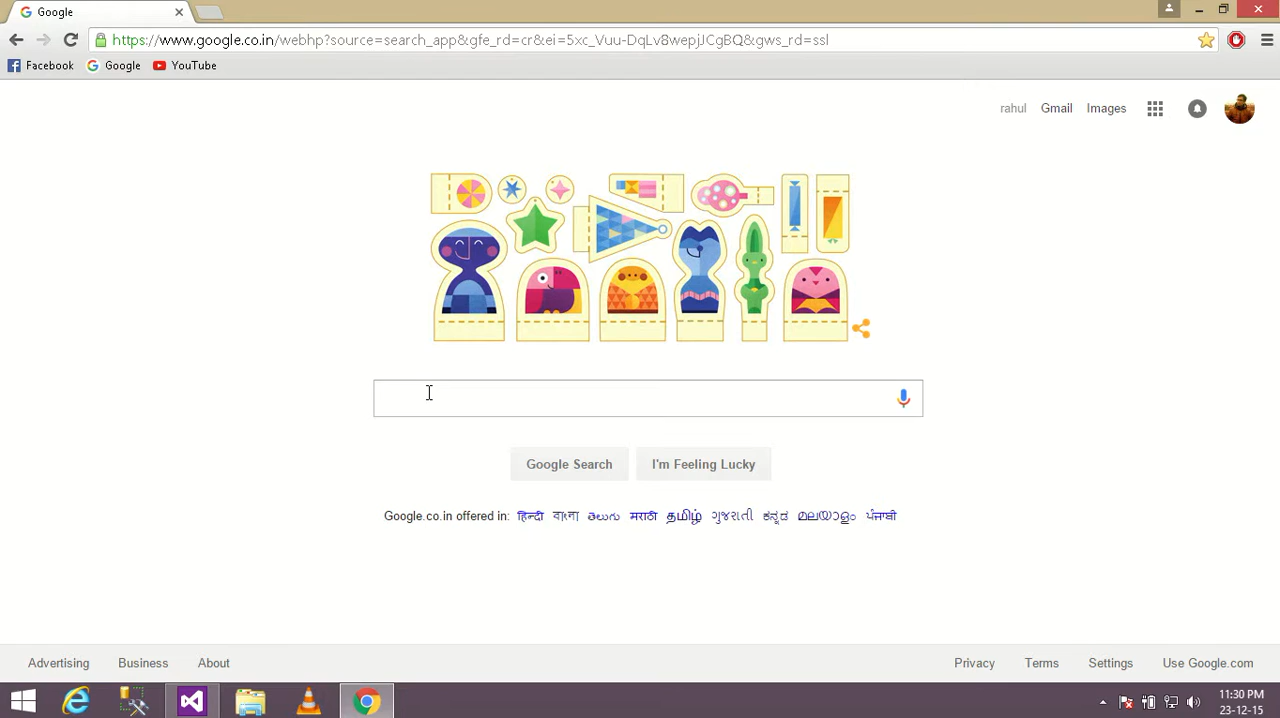 Google
https://www.google.co.in/webhp?source=search_app&gfe_rd=cr&ei=5xc_Vuu-DqLv8wepjJCgBQ&gws_rd=ssl
Facebook Google YouTube
rahul Gmail Images
Google Search I'm Feeling Lucky
Google.co.in offered in: हिन्दी বাংলা తెలుగు मराठी தமிழ் ગુજરાતી ಕನ್ನಡ മലയാളം ਪੰਜਾਬੀ
Advertising Business About Privacy Terms Settings Use Google.com
11:30 PM
23-12-15